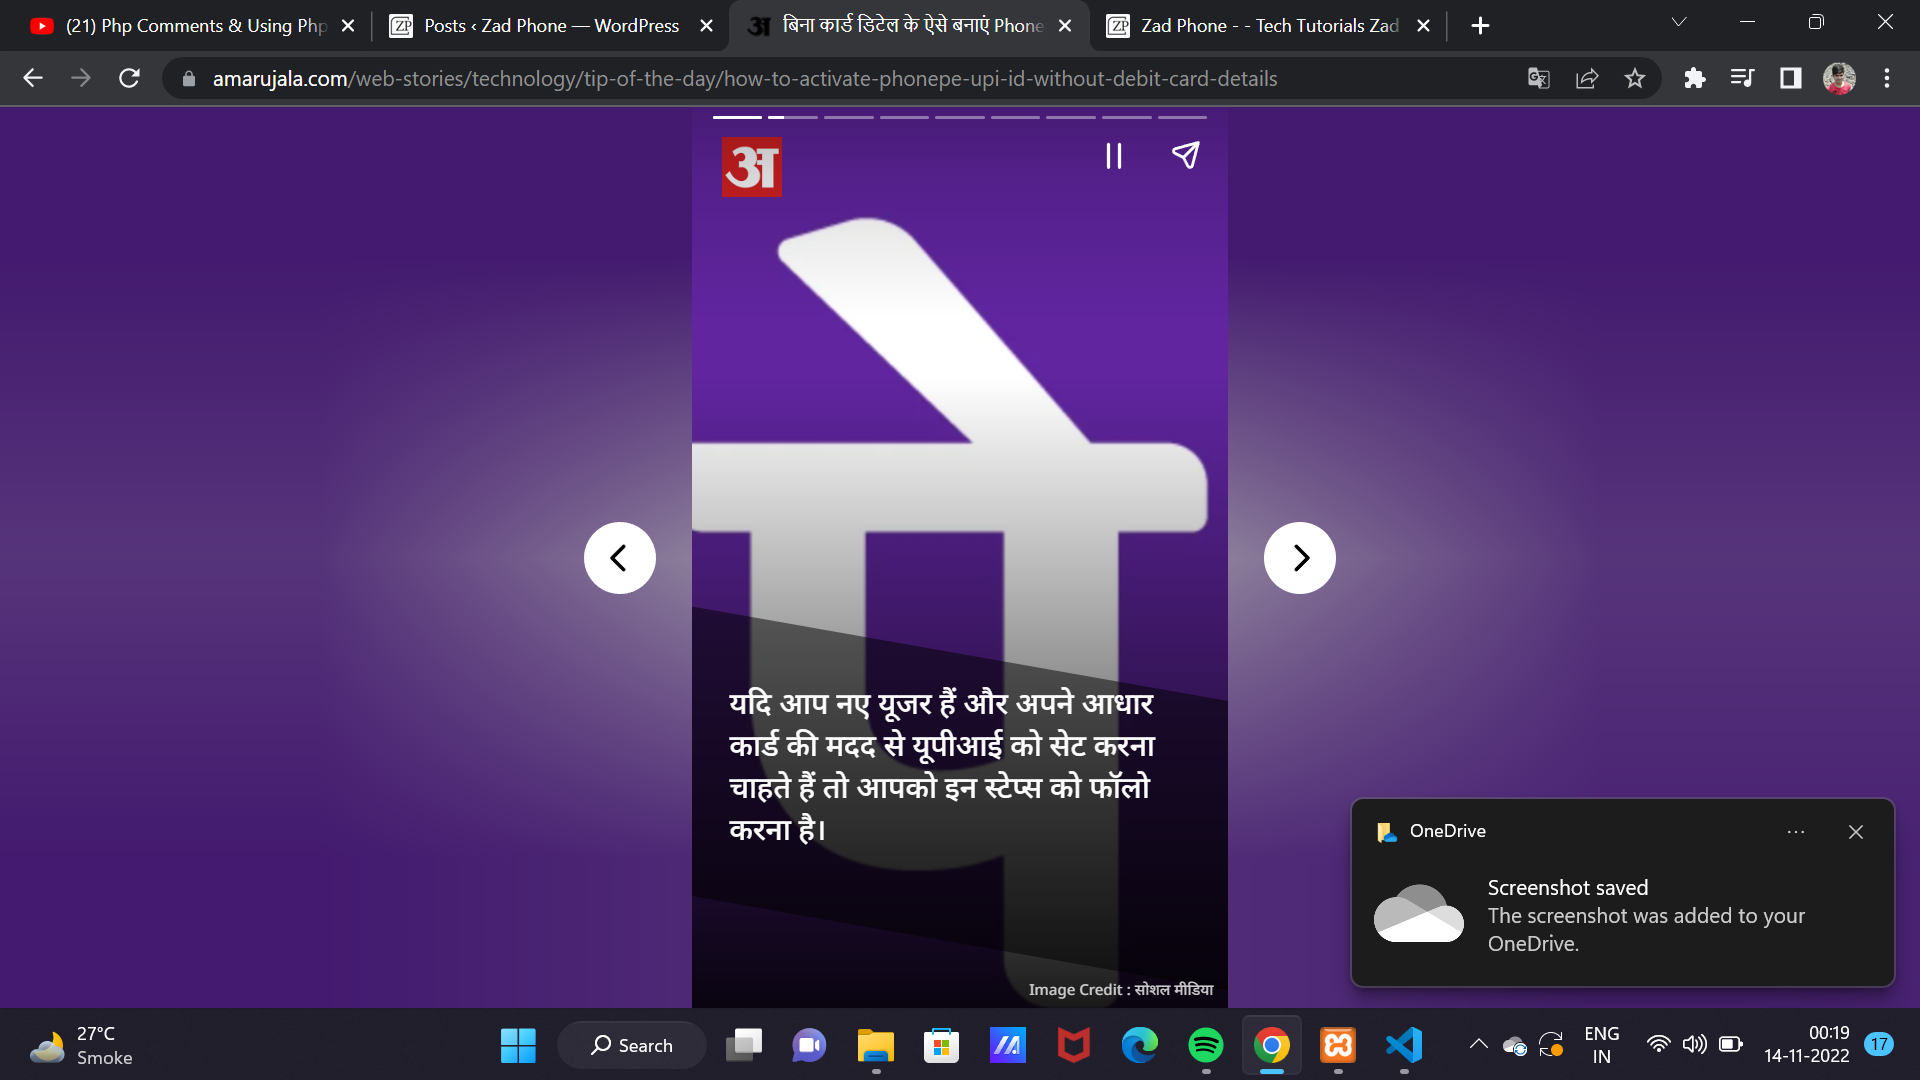 (21) Php Comments & Using Php
Posts ‹ Zad Phone — WordPress
बिना कार्ड डिटेल के ऐसे बनाएं Phone
Zad Phone - - Tech Tutorials Zad
amarujala.com/web-stories/technology/tip-of-the-day/how-to-activate-phonepe-upi-id-without-debit-card-details
अ
पे
यदि आप नए यूजर हैं और अपने आधार
कार्ड की मदद से यूपीआई को सेट करना
चाहते हैं तो आपको इन स्टेप्स को फॉलो
करना है।
Image Credit : सोशल मीडिया
OneDrive
Screenshot saved
The screenshot was added to your
OneDrive.
27°C
Smoke
Search
ENG
IN
00:19
14-11-2022
17